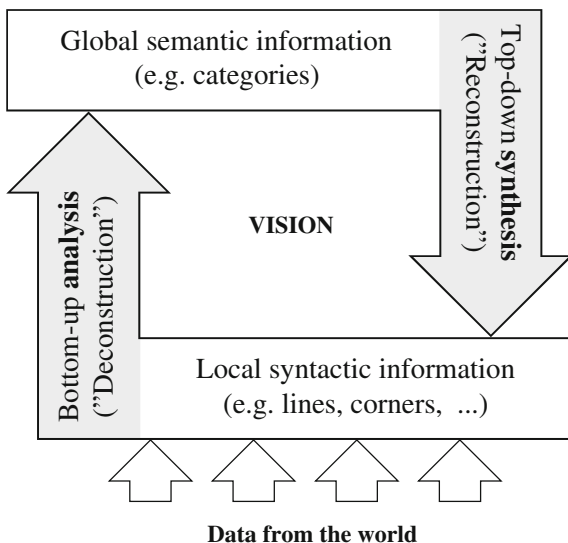 Global semantic information
(e.g. categories)
Top-down synthesis
(”Reconstruction”)
VISION
Bottom-up analysis
(”Deconstruction”)
Local syntactic information
(e.g. lines, corners, ...)
Data from the world